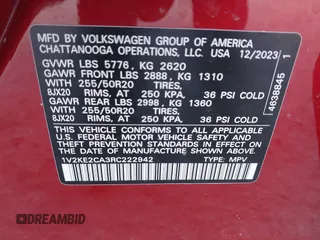 MFD BY VOLKSWAGEN GROUP OF AMERICA
CHATTANOOGA OPERATIONS, LLC. USA 12/2023
GVWR LBS 5776, KG 2620
GAWR FRONT LBS 2888, KG 1310
WITH 255/50R20 TIRES.
8JX20 RIMS, AT 250 KPA. 36 PSI COLD
GAWR REAR LBS 2998, KG 1360
WITH 255/50R20 TIRES.
8JX20 RIMS, AT 250 KPA. 36 PSI COLD
THIS VEHICLE CONFORMS TO ALL APPLICABLE
U.S. FEDERAL MOTOR VEHICLE SAFETY AND
THEFT PREVENTION STANDARDS IN EFFECT
ON THE DATE OF MANUFACTURE SHOWN ABOVE
1V2KE2CA3RC222942 TYPE: MPV
4638845
1
DREAMBID